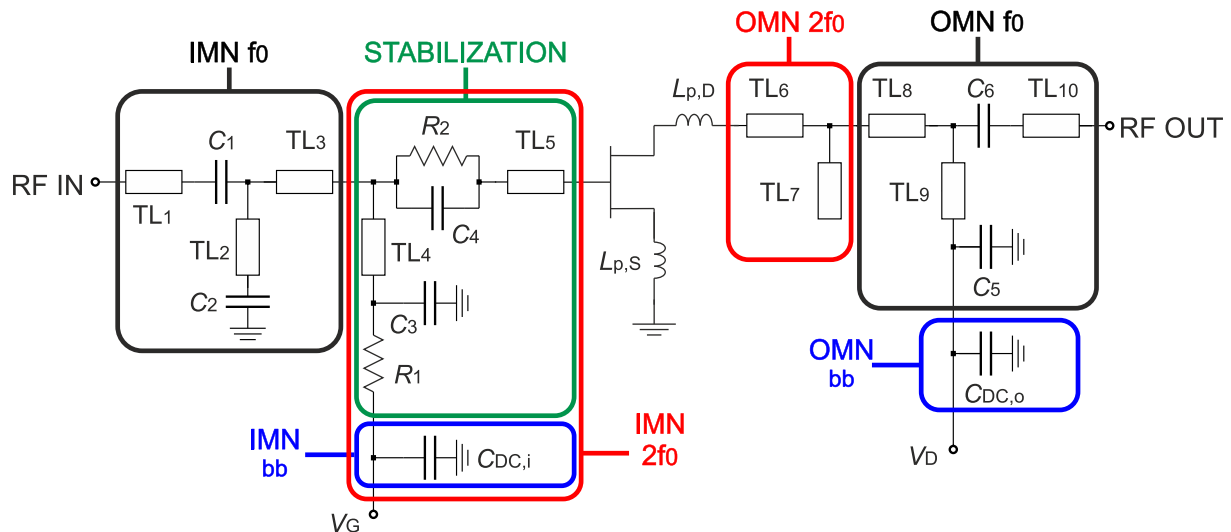 IMN f0
STABILIZATION
OMN 2f0
OMN f0
RF IN
TL1
C1
TL2
C2
TL3
TL4
C3
R1
R2
C4
TL5
Lp,D
Lp,S
TL6
TL7
TL8
TL9
C6
TL10
C5
RF OUT
IMN
bb
CDC,i
IMN
2f0
VG
OMN
bb
CDC,o
VD